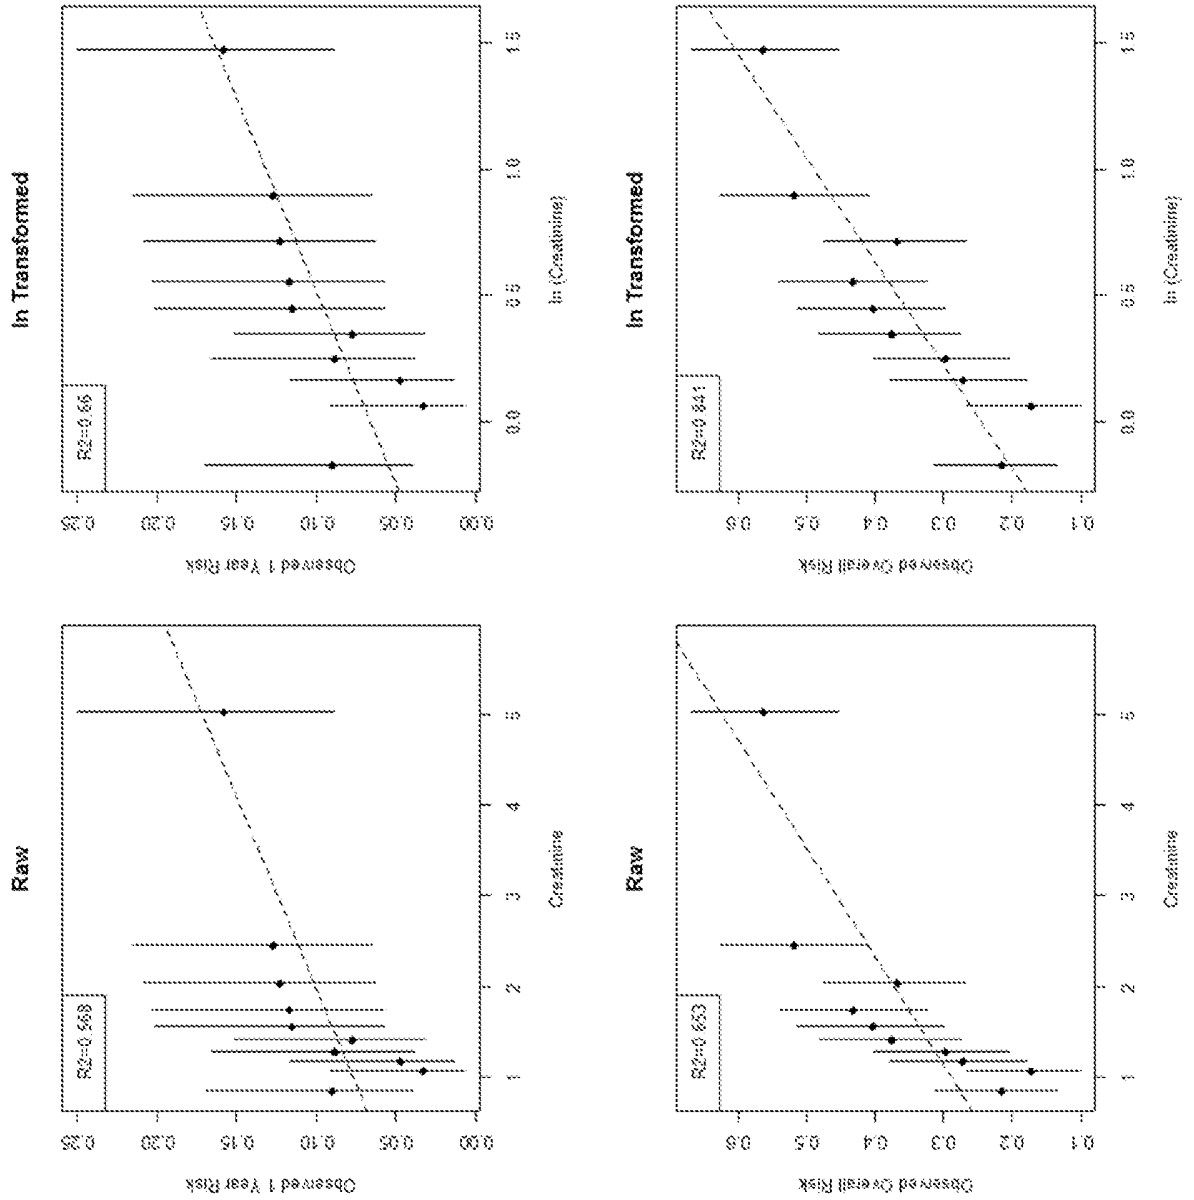 Raw
R2=0.568
Observed 1 Year Risk
0.25
0.20
0.15
0.10
0.05
0.00
1 2 3 4 5
Creatinine
ln Transformed
R2=0.66
Observed 1 Year Risk
0.25
0.20
0.15
0.10
0.05
0.00
0.0 0.5 1.0 1.5
ln (Creatinine)
Raw
R2=0.653
Observed Overall Risk
0.6
0.5
0.4
0.3
0.2
0.1
1 2 3 4 5
Creatinine
ln Transformed
R2=0.841
Observed Overall Risk
0.6
0.5
0.4
0.3
0.2
0.1
0.0 0.5 1.0 1.5
ln (Creatinine)